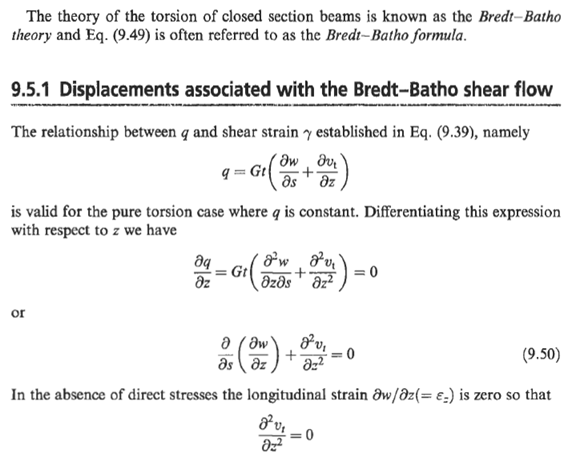 The theory of the torsion of closed section beams is known as the Bredt–Batho
theory and Eq. (9.49) is often referred to as the Bredt–Batho formula.
9.5.1 Displacements associated with the Bredt–Batho shear flow
The relationship between q and shear strain γ established in Eq. (9.39), namely
q = Gt(∂w/∂s + ∂vₜ/∂z)
is valid for the pure torsion case where q is constant. Differentiating this expression
with respect to z we have
∂q/∂z = Gt(∂²w/∂z∂s + ∂²vₜ/∂z²) = 0
or
∂/∂s(∂w/∂z) + ∂²vₜ/∂z² = 0 (9.50)
In the absence of direct stresses the longitudinal strain ∂w/∂z(= ε_z) is zero so that
∂²vₜ/∂z² = 0